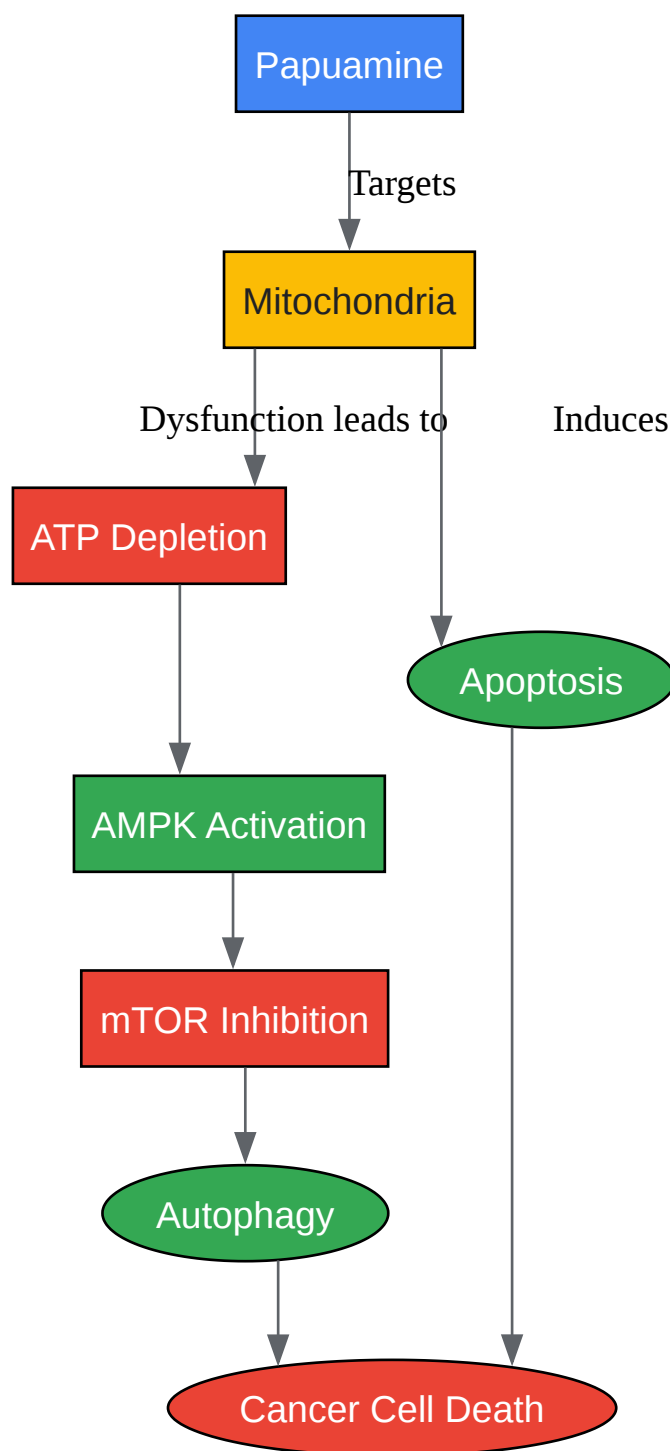 Papuamine
Targets
Mitochondria
Dysfunction leads to
Induces
ATP Depletion
Apoptosis
AMPK Activation
mTOR Inhibition
Autophagy
Cancer Cell Death